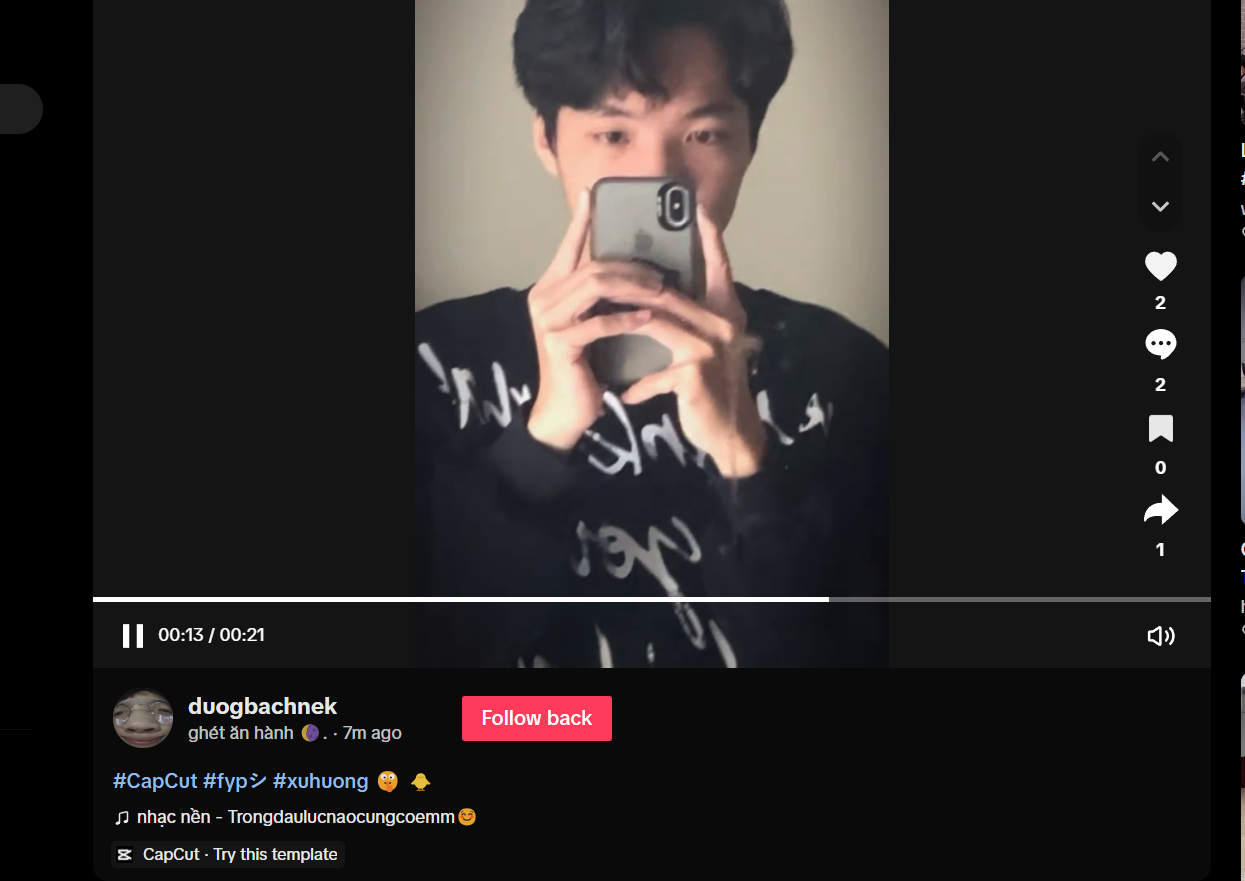 2
2
0
1
00:13 / 00:21
duogbachnek
Follow back
ghét ăn hành 🌘 . · 7m ago
#CapCut #fypシ #xuhuong 🤫 🐥
nhạc nền - Trongdaulucnaocungcoemm😊
CapCut · Try this template